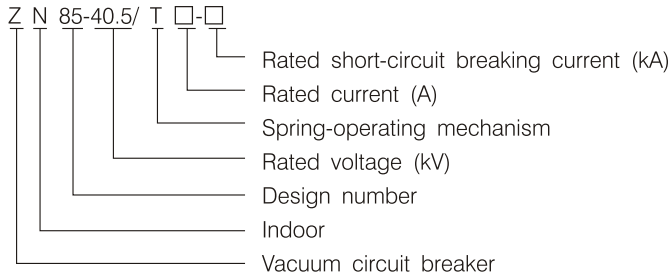 Z N 85-40.5/ T □-□
Rated short-circuit breaking current (kA)
Rated current (A)
Spring-operating mechanism
Rated voltage (kV)
Design number
Indoor
Vacuum circuit breaker